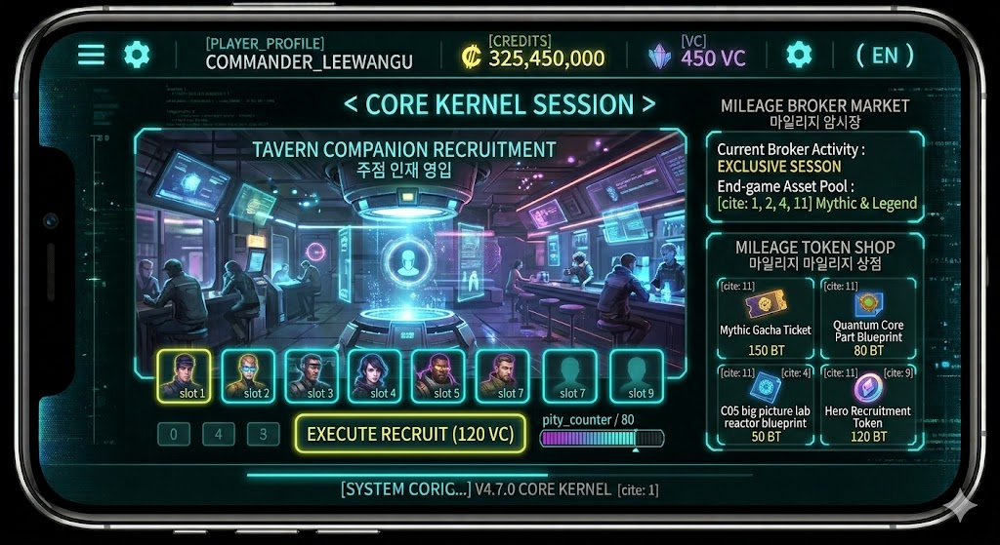 [PLAYER_PROFILE]
COMMANDER_LEEWANGU
[CREDITS]
325,450,000
[VC]
450 VC
( EN )
< CORE KERNEL SESSION >
TAVERN COMPANION RECRUITMENT
주점 인재 영입
slot 1
slot 2
slot 3
slot 4
slot 5
slot 7
slot 7
slot 9
0
4
3
EXECUTE RECRUIT (120 VC)
pity_counter / 80
MILEAGE BROKER MARKET
마일리지 암시장
Current Broker Activity :
EXCLUSIVE SESSON
End-game Asset Pool :
[cite: 1, 2, 4, 11] Mythic & Legend
MILEAGE TOKEN SHOP
마일리지 마일리지 상점
[cite: 11]
Mythic Gacha Ticket
150 BT
[cite: 11]
Quantum Core
Part Blueprint
80 BT
[cite: 11] [cite: 4]
C05 big picture lab
reactor blueprint
50 BT
[cite: 11] [cite: 9]
Hero Recruitment
Token
120 BT
[SYSTEM CORIG...] V4.7.0 CORE KERNEL [cite: 1]